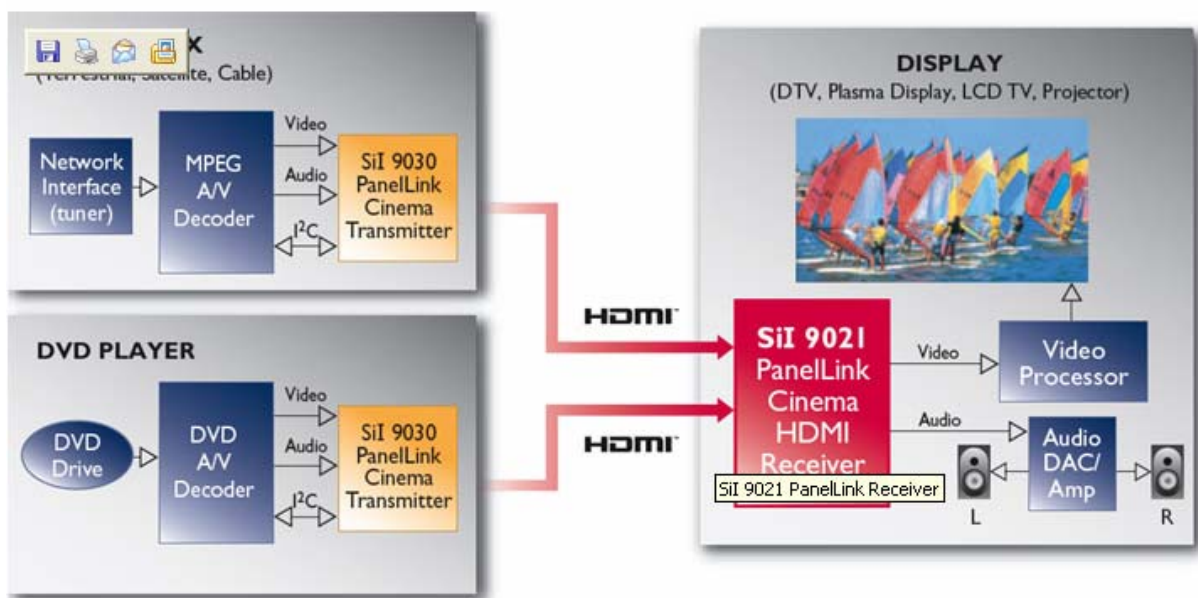 X
(Terrestrial, Satellite, Cable)
Network
Interface
(tuner)
MPEG
A/V
Decoder
Video
Audio
I²C
SiI 9030
PanelLink
Cinema
Transmitter
DVD PLAYER
DVD
Drive
DVD
A/V
Decoder
Video
Audio
I²C
SiI 9030
PanelLink
Cinema
Transmitter
HDMI™
HDMI™
DISPLAY
(DTV, Plasma Display, LCD TV, Projector)
SiI 9021
PanelLink
Cinema
HDMI
Receiver
SiI 9021 PanelLink Receiver
Video
Video
Processor
Audio
Audio
DAC/
Amp
L
R